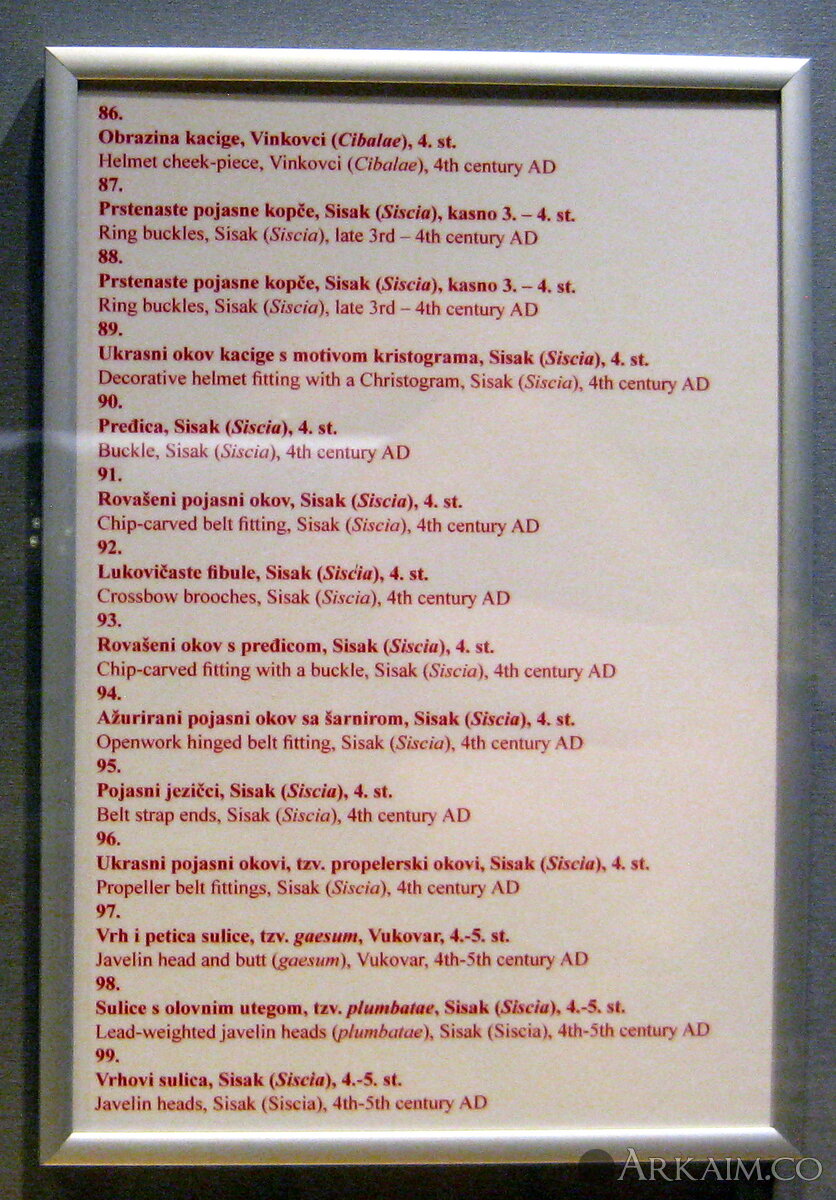 86.
Obrazina kacige, Vinkovci (Cibalae), 4. st.
Helmet cheek-piece, Vinkovci (Cibalae), 4th century AD
87.
Prstenaste pojasne kopče, Sisak (Siscia), kasno 3. – 4. st.
Ring buckles, Sisak (Siscia), late 3rd – 4th century AD
88.
Prstenaste pojasne kopče, Sisak (Siscia), kasno 3. – 4. st.
Ring buckles, Sisak (Siscia), late 3rd – 4th century AD
89.
Ukrasni okov kacige s motivom kristograma, Sisak (Siscia), 4. st.
Decorative helmet fitting with a Christogram, Sisak (Siscia), 4th century AD
90.
Pređica, Sisak (Siscia), 4. st.
Buckle, Sisak (Siscia), 4th century AD
91.
Rovašeni pojasni okov, Sisak (Siscia), 4. st.
Chip-carved belt fitting, Sisak (Siscia), 4th century AD
92.
Lukovičaste fibule, Sisak (Siscia), 4. st.
Crossbow brooches, Sisak (Siscia), 4th century AD
93.
Rovašeni okov s pređicom, Sisak (Siscia), 4. st.
Chip-carved fitting with a buckle, Sisak (Siscia), 4th century AD
94.
Ažurirani pojasni okov sa šarnirom, Sisak (Siscia), 4. st.
Openwork hinged belt fitting, Sisak (Siscia), 4th century AD
95.
Pojasni jezičci, Sisak (Siscia), 4. st.
Belt strap ends, Sisak (Siscia), 4th century AD
96.
Ukrasni pojasni okovi, tzv. propelerski okovi, Sisak (Siscia), 4. st.
Propeller belt fittings, Sisak (Siscia), 4th century AD
97.
Vrh i petica sulice, tzv. gaesum, Vukovar, 4.-5. st.
Javelin head and butt (gaesum), Vukovar, 4th-5th century AD
98.
Sulice s olovnim utegom, tzv. plumbatae, Sisak (Siscia), 4.-5. st.
Lead-weighted javelin heads (plumbatae), Sisak (Siscia), 4th-5th century AD
99.
Vrhovi sulica, Sisak (Siscia), 4.-5. st.
Javelin heads, Sisak (Siscia), 4th-5th century AD
ARKAIM.CO